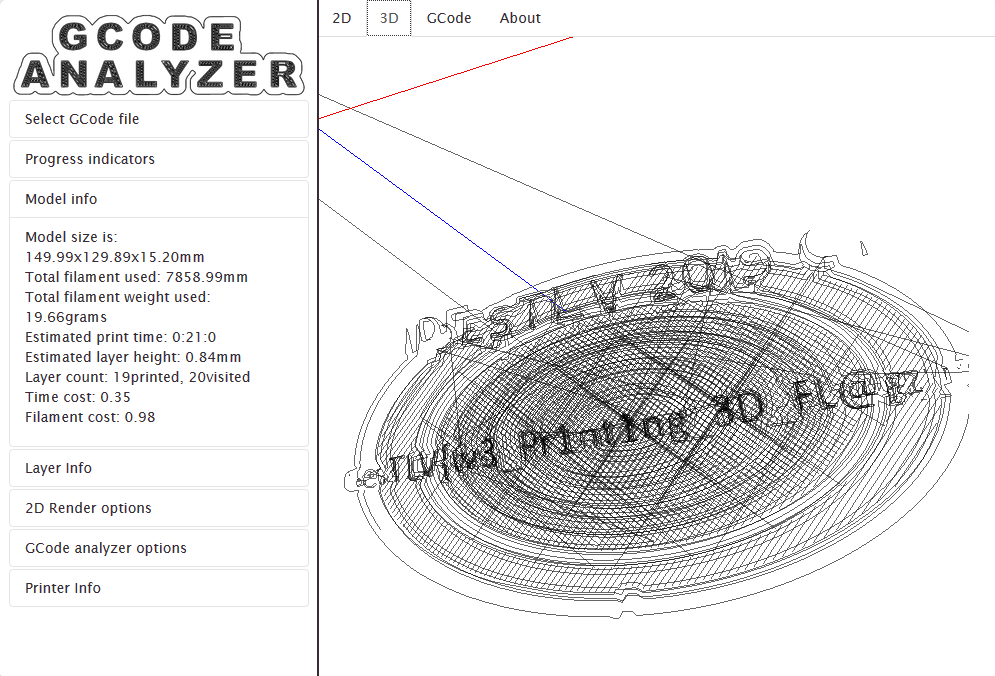 GCODE
ANALYZER
2D
3D
GCode
About
Select GCode file
Progress indicators
Model info
Model size is:
149.99x129.89x15.20mm
Total filament used: 7858.99mm
Total filament weight used:
19.66grams
Estimated print time: 0:21:0
Estimated layer height: 0.84mm
Layer count: 19printed, 20visited
Time cost: 0.35
Filament cost: 0.98
Layer Info
2D Render options
GCode analyzer options
Printer Info
TLV 2019